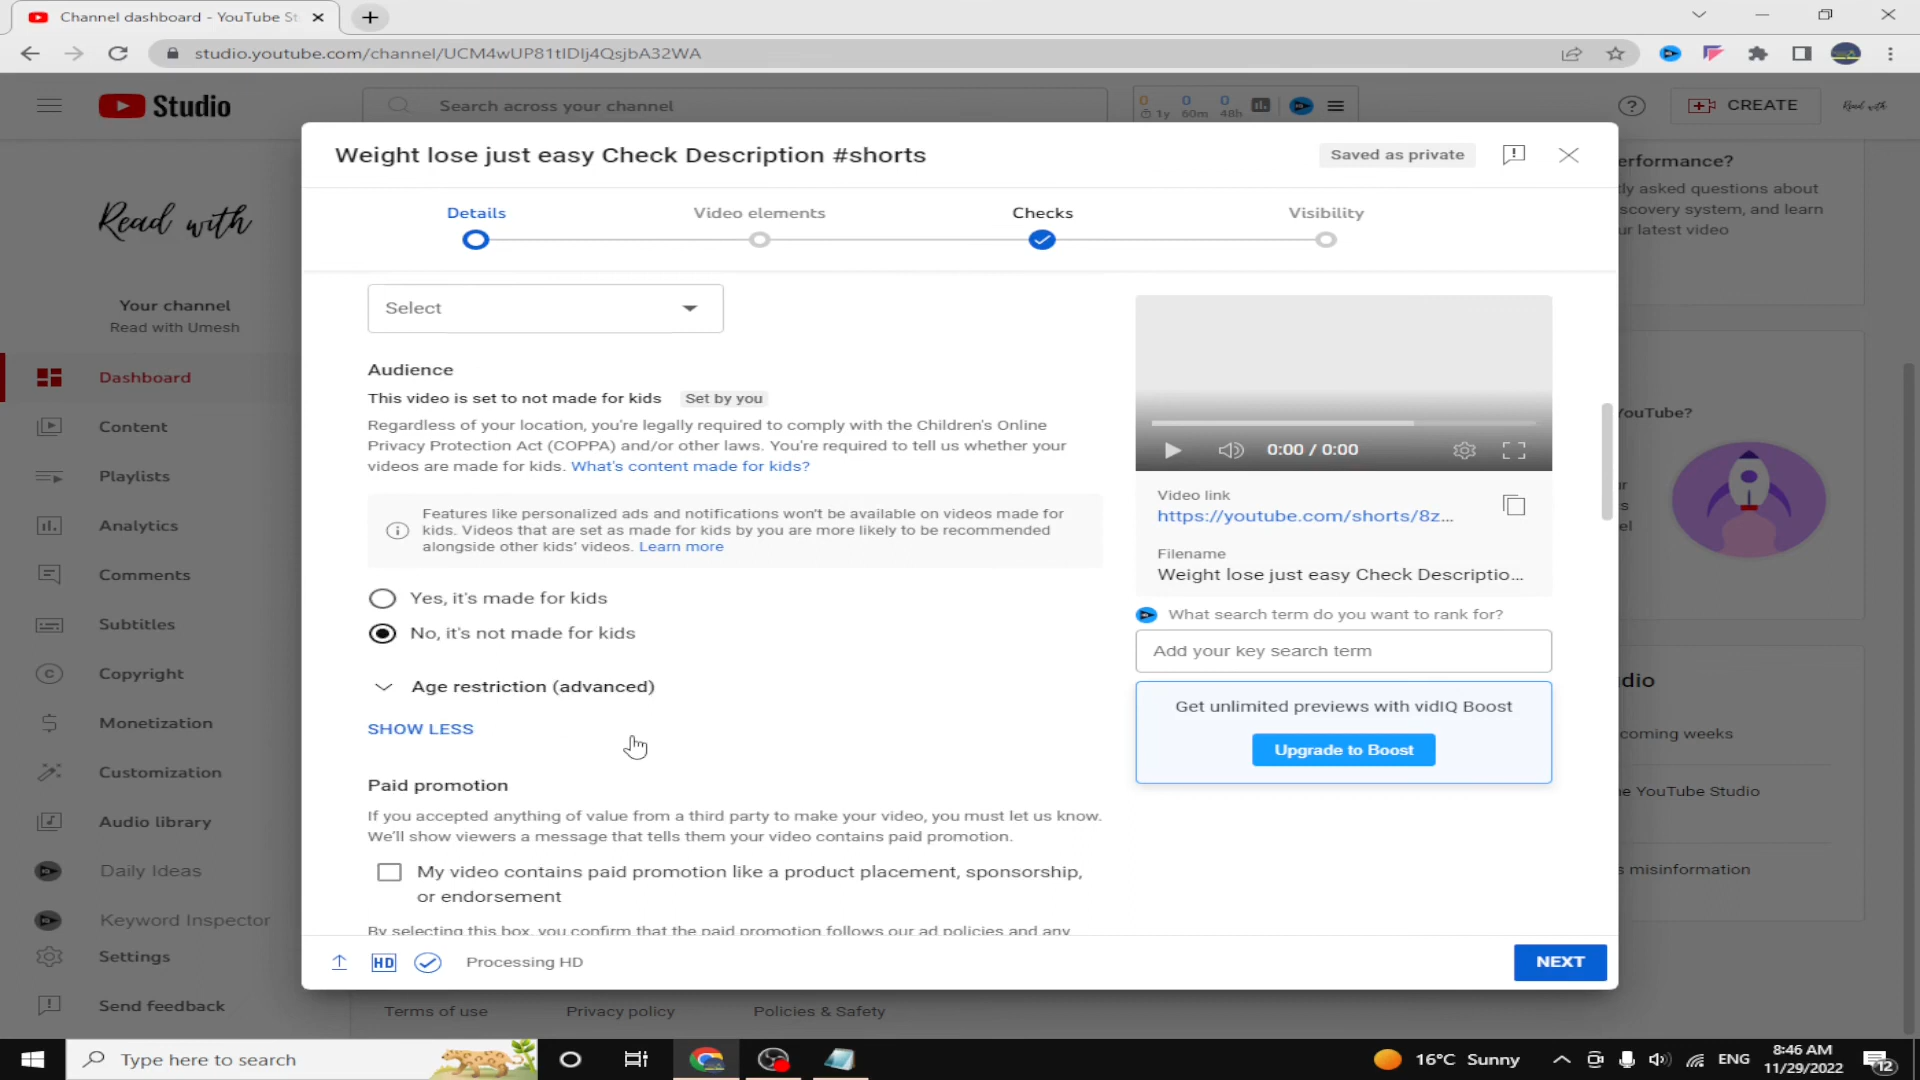 Channel dashboard - YouTube St
studio.youtube.com/channel/UCM4wUP81tIDIj4QsjbA32WA
Studio
Search across your channel
0 0 0
1y 60m 48h
CREATE
Read with
Weight lose just easy Check Description #shorts
Saved as private
Details
Video elements
Checks
Visibility
Read with
Your channel
Read with Umesh
Dashboard
Content
Playlists
Analytics
Comments
Subtitles
Copyright
Monetization
Customization
Audio library
Daily Ideas
Keyword Inspector
Settings
Send feedback
Select
Audience
This video is set to not made for kids Set by you
Regardless of your location, you're legally required to comply with the Children's Online
Privacy Protection Act (COPPA) and/or other laws. You're required to tell us whether your
videos are made for kids. What's content made for kids?
Features like personalized ads and notifications won't be available on videos made for
kids. Videos that are set as made for kids by you are more likely to be recommended
alongside other kids' videos. Learn more
Yes, it's made for kids
No, it's not made for kids
Age restriction (advanced)
SHOW LESS
Paid promotion
If you accepted anything of value from a third party to make your video, you must let us know.
We'll show viewers a message that tells them your video contains paid promotion.
My video contains paid promotion like a product placement, sponsorship,
or endorsement
By selecting this box, you confirm that the paid promotion follows our ad policies and any
0:00 / 0:00
Video link
https://youtube.com/shorts/8z...
Filename
Weight lose just easy Check Descriptio...
What search term do you want to rank for?
Add your key search term
Get unlimited previews with vidIQ Boost
Upgrade to Boost
HD
Processing HD
NEXT
erformance?
tly asked questions about
scovery system, and learn
ur latest video
YouTube?
ur
s
el
udio
coming weeks
e YouTube Studio
s misinformation
Terms of use
Privacy policy
Policies & Safety
Type here to search
16°C Sunny
ENG
8:46 AM
11/29/2022
12